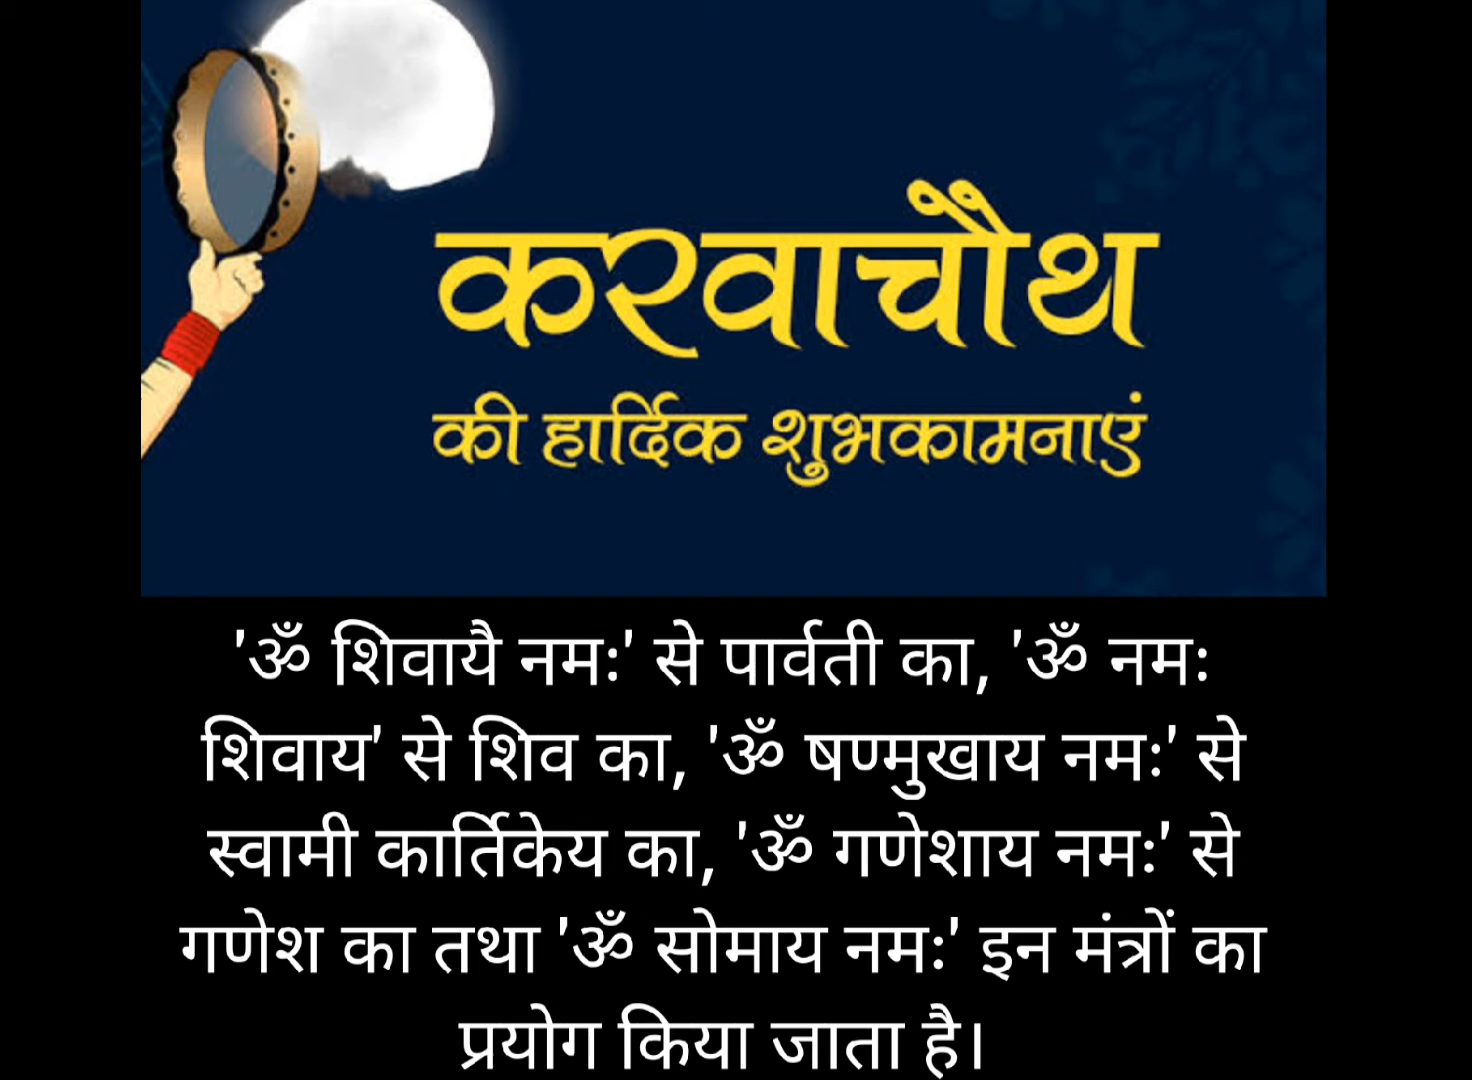 करवाचौथ
की हार्दिक शुभकामनाएं
'ॐ शिवायै नमः' से पार्वती का, 'ॐ नमः
शिवाय' से शिव का, 'ॐ षण्मुखाय नमः' से
स्वामी कार्तिकेय का, 'ॐ गणेशाय नमः' से
गणेश का तथा 'ॐ सोमाय नमः' इन मंत्रों का
प्रयोग किया जाता है।